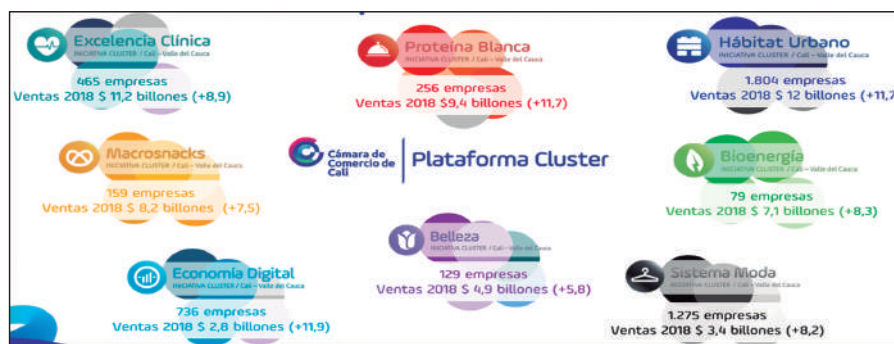 Excelencia Clínica
INICIATIVA CLUSTER / Cali - Valle del Cauca
465 empresas
Ventas 2018 $ 11,2 billones (+8,9)
Proteína Blanca
INICIATIVA CLUSTER / Cali - Valle del Cauca
256 empresas
Ventas 2018 $9,4 billones (+11,7)
Hábitat Urbano
INICIATIVA CLUSTER / Cali - Valle del Cauca
1.804 empresas
Ventas 2018 $ 12 billones (+11,7
Macrosnacks
INICIATIVA CLUSTER / Cali - Valle del Cauca
159 empresas
Ventas 2018 $ 8,2 billones (+7,5)
Cámara de
Comercio de
Cali
Plataforma Cluster
Bioenergía
INICIATIVA CLUSTER / Cali - Valle del Cauca
79 empresas
Ventas 2018 $ 7,1 billones (+8,3)
Economía Digital
INICIATIVA CLUSTER / Cali - Valle del Cauca
736 empresas
Ventas 2018 $ 2,8 billones (+11,9)
Belleza
INICIATIVA CLUSTER / Cali - Valle del Cauca
129 empresas
Ventas 2018 $ 4,9 billones (+5,8)
Sistema Moda
INICIATIVA CLUSTER / Cali - Valle del Cauca
1.275 empresas
Ventas 2018 $ 3,4 billones (+8,2)